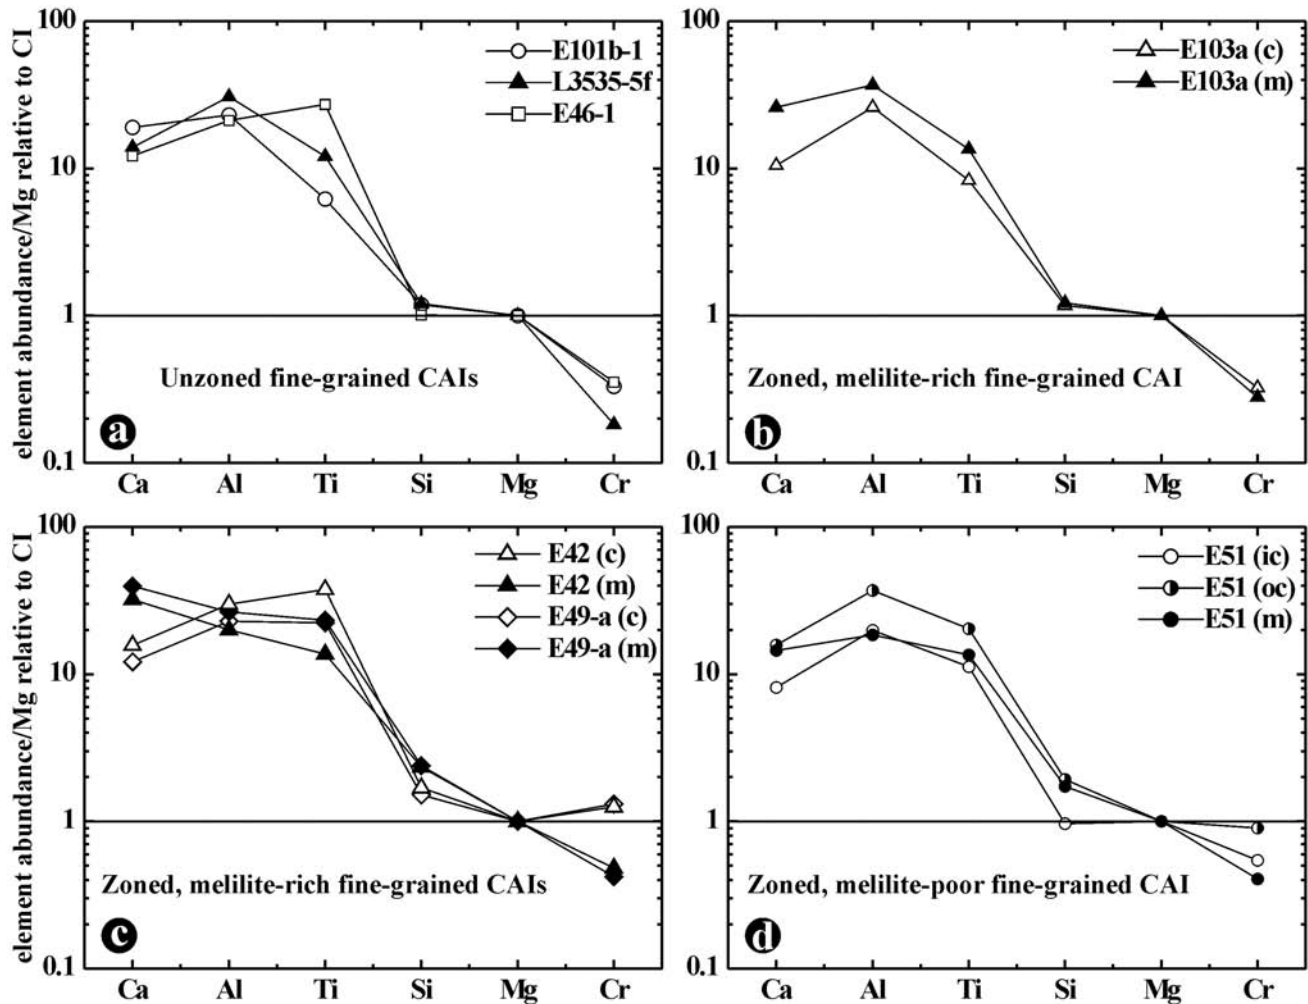 element abundance/Mg relative to CI
100
10
1
0.1
E101b-1
L3535-5f
E46-1
Unzoned fine-grained CAIs
a
Ca Al Ti Si Mg Cr
100
10
1
0.1
E103a (c)
E103a (m)
Zoned, melilite-rich fine-grained CAI
b
Ca Al Ti Si Mg Cr
element abundance/Mg relative to CI
100
10
1
0.1
E42 (c)
E42 (m)
E49-a (c)
E49-a (m)
Zoned, melilite-rich fine-grained CAIs
c
Ca Al Ti Si Mg Cr
100
10
1
0.1
E51 (ic)
E51 (oc)
E51 (m)
Zoned, melilite-poor fine-grained CAI
d
Ca Al Ti Si Mg Cr